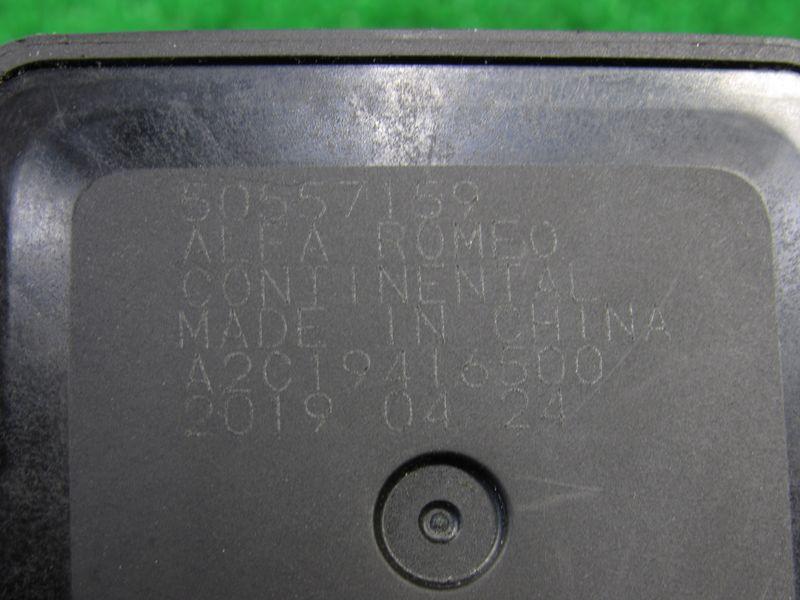 50557159
ALFA ROMEO
CONTINENTAL
MADE IN CHINA
A2C19416500
2019 04 24